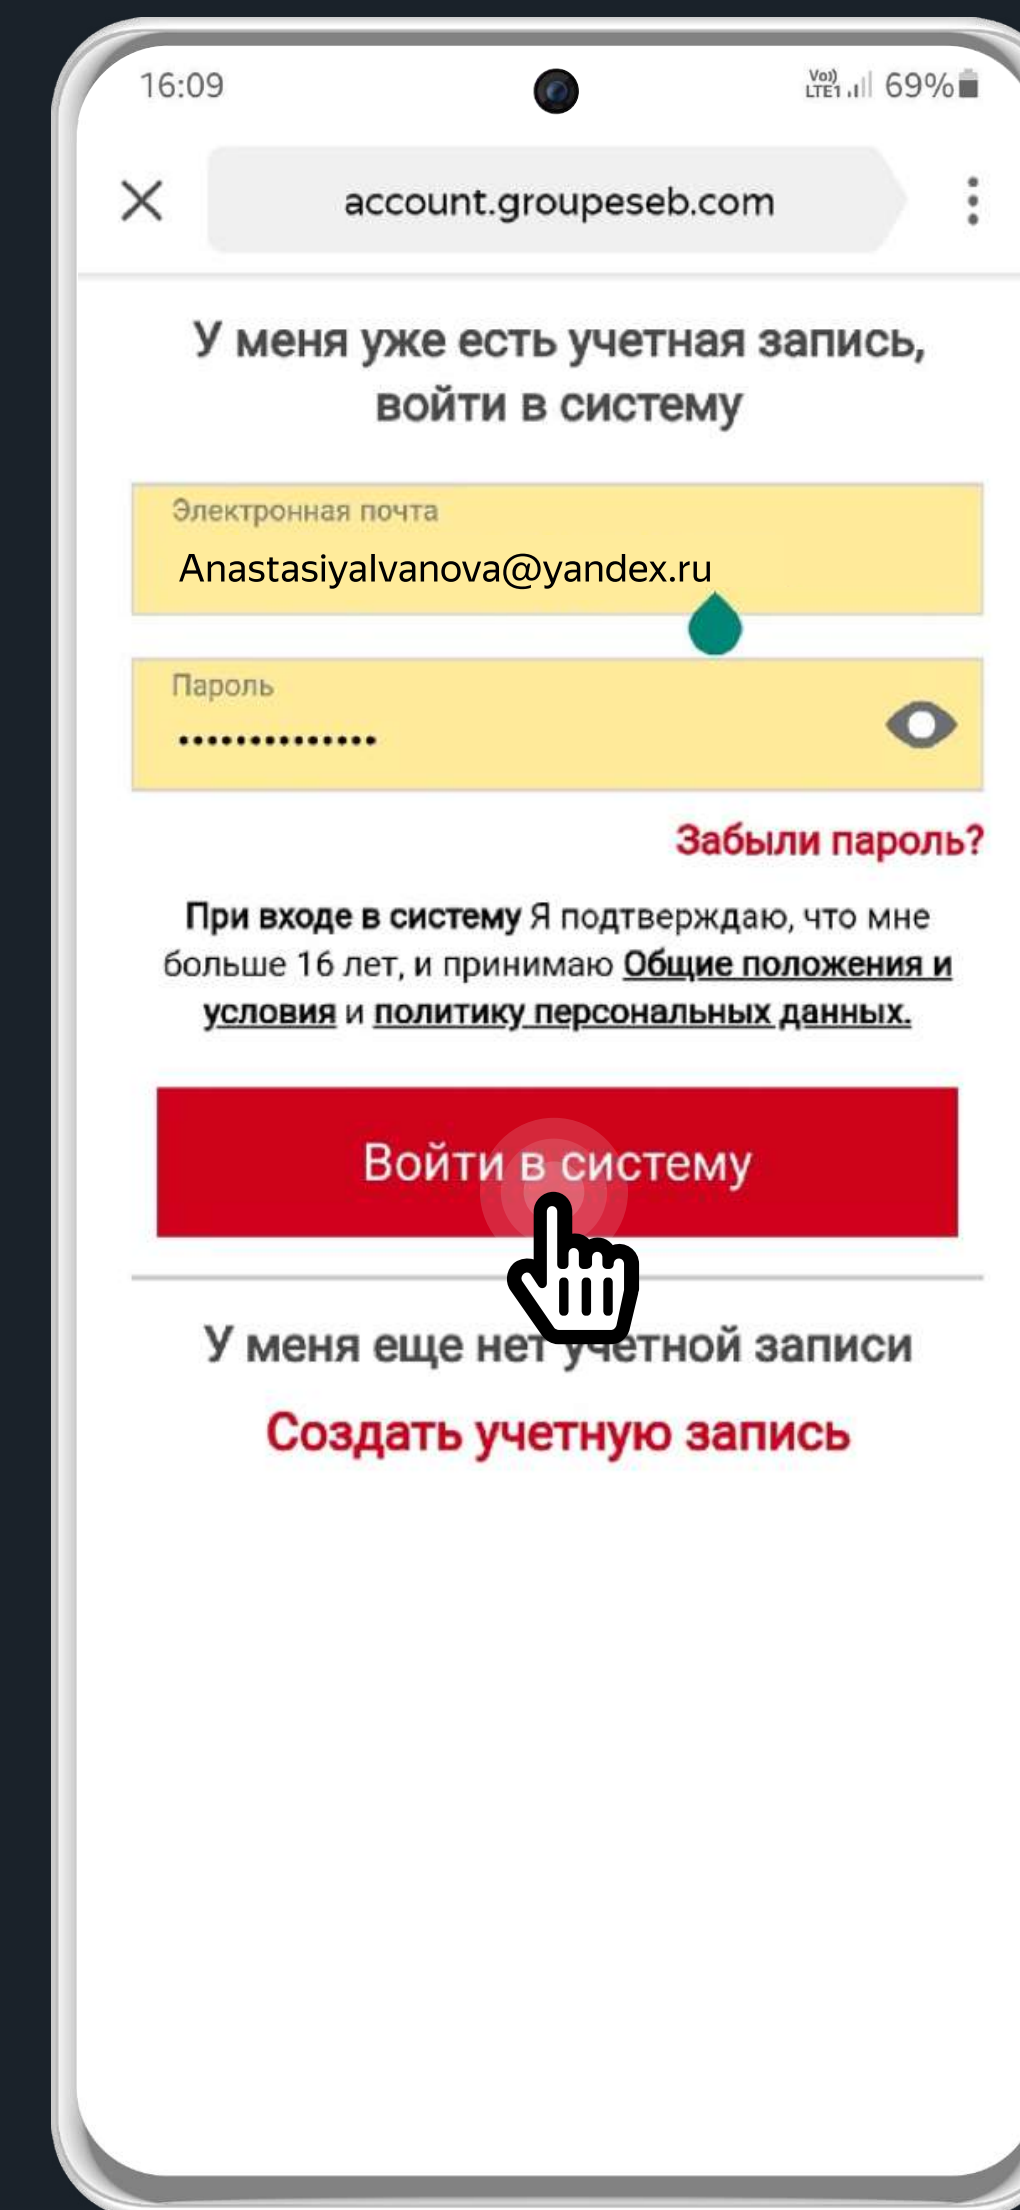 16:09
Vo))
LTE1 69%
account.groupeseb.com
У меня уже есть учетная запись,
войти в систему
Электронная почта
AnastasiyaIvanova@yandex.ru
Пароль
••••••••••••••
Забыли пароль?
При входе в систему Я подтверждаю, что мне
больше 16 лет, и принимаю Общие положения и
условия и политику персональных данных.
Войти в систему
У меня еще нет учетной записи
Создать учетную запись